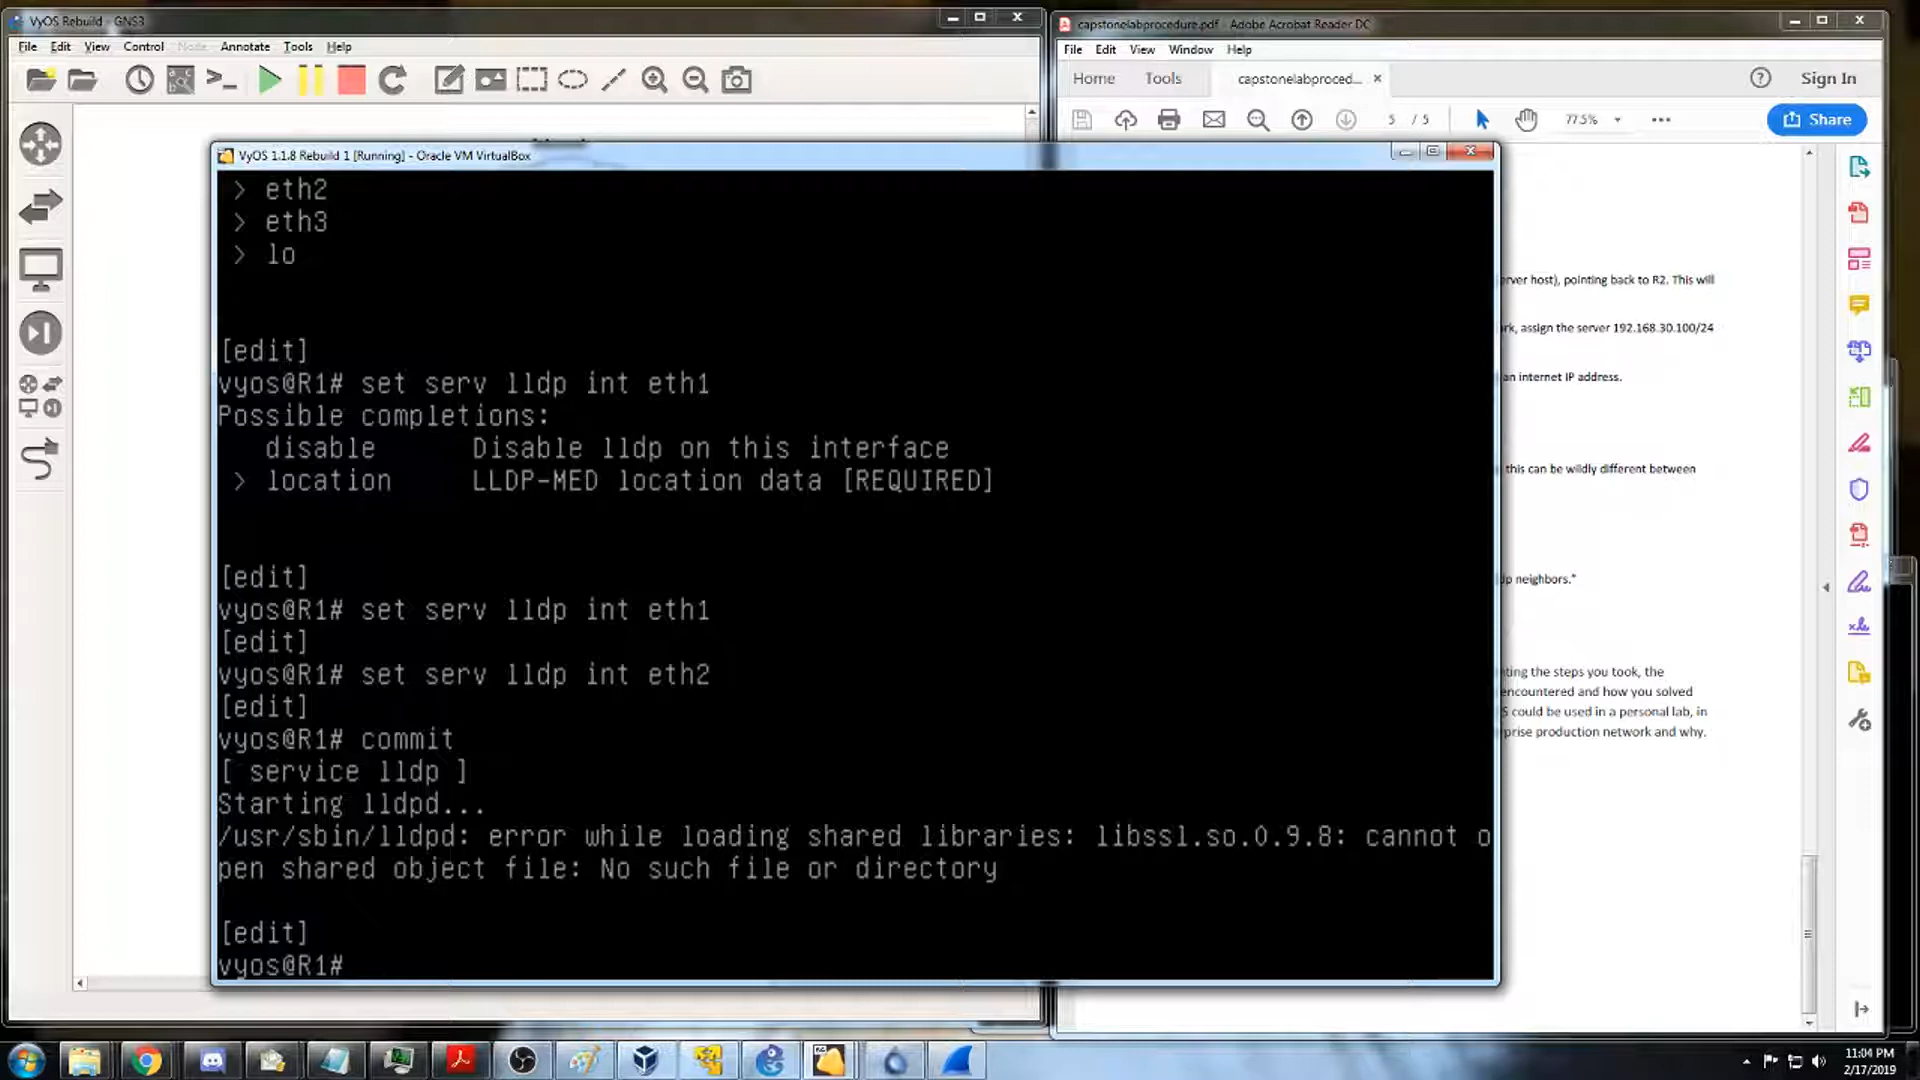 VyOS Rebuild - GNS3
File Edit View Control Node Annotate Tools Help
capstonelabprocedure.pdf - Adobe Acrobat Reader DC
File Edit View Window Help
Home Tools capstonelabproced... Sign In
5 / 5 77.5% Share
VyOS 1.1.8 Rebuild 1 [Running] - Oracle VM VirtualBox
> eth2
> eth3
> lo
[edit]
vyos@R1# set serv lldp int eth1
Possible completions:
disable Disable lldp on this interface
> location LLDP-MED location data [REQUIRED]
[edit]
vyos@R1# set serv lldp int eth1
[edit]
vyos@R1# set serv lldp int eth2
[edit]
vyos@R1# commit
[ service lldp ]
Starting lldpd...
/usr/sbin/lldpd: error while loading shared libraries: libssl.so.0.9.8: cannot o
pen shared object file: No such file or directory
[edit]
vyos@R1#
erver host), pointing back to R2. This will
rk, assign the server 192.168.30.100/24
an internet IP address.
this can be wildly different between
dp neighbors."
nting the steps you took, the
encountered and how you solved
S could be used in a personal lab, in
rprise production network and why.
11:04 PM
2/17/2019